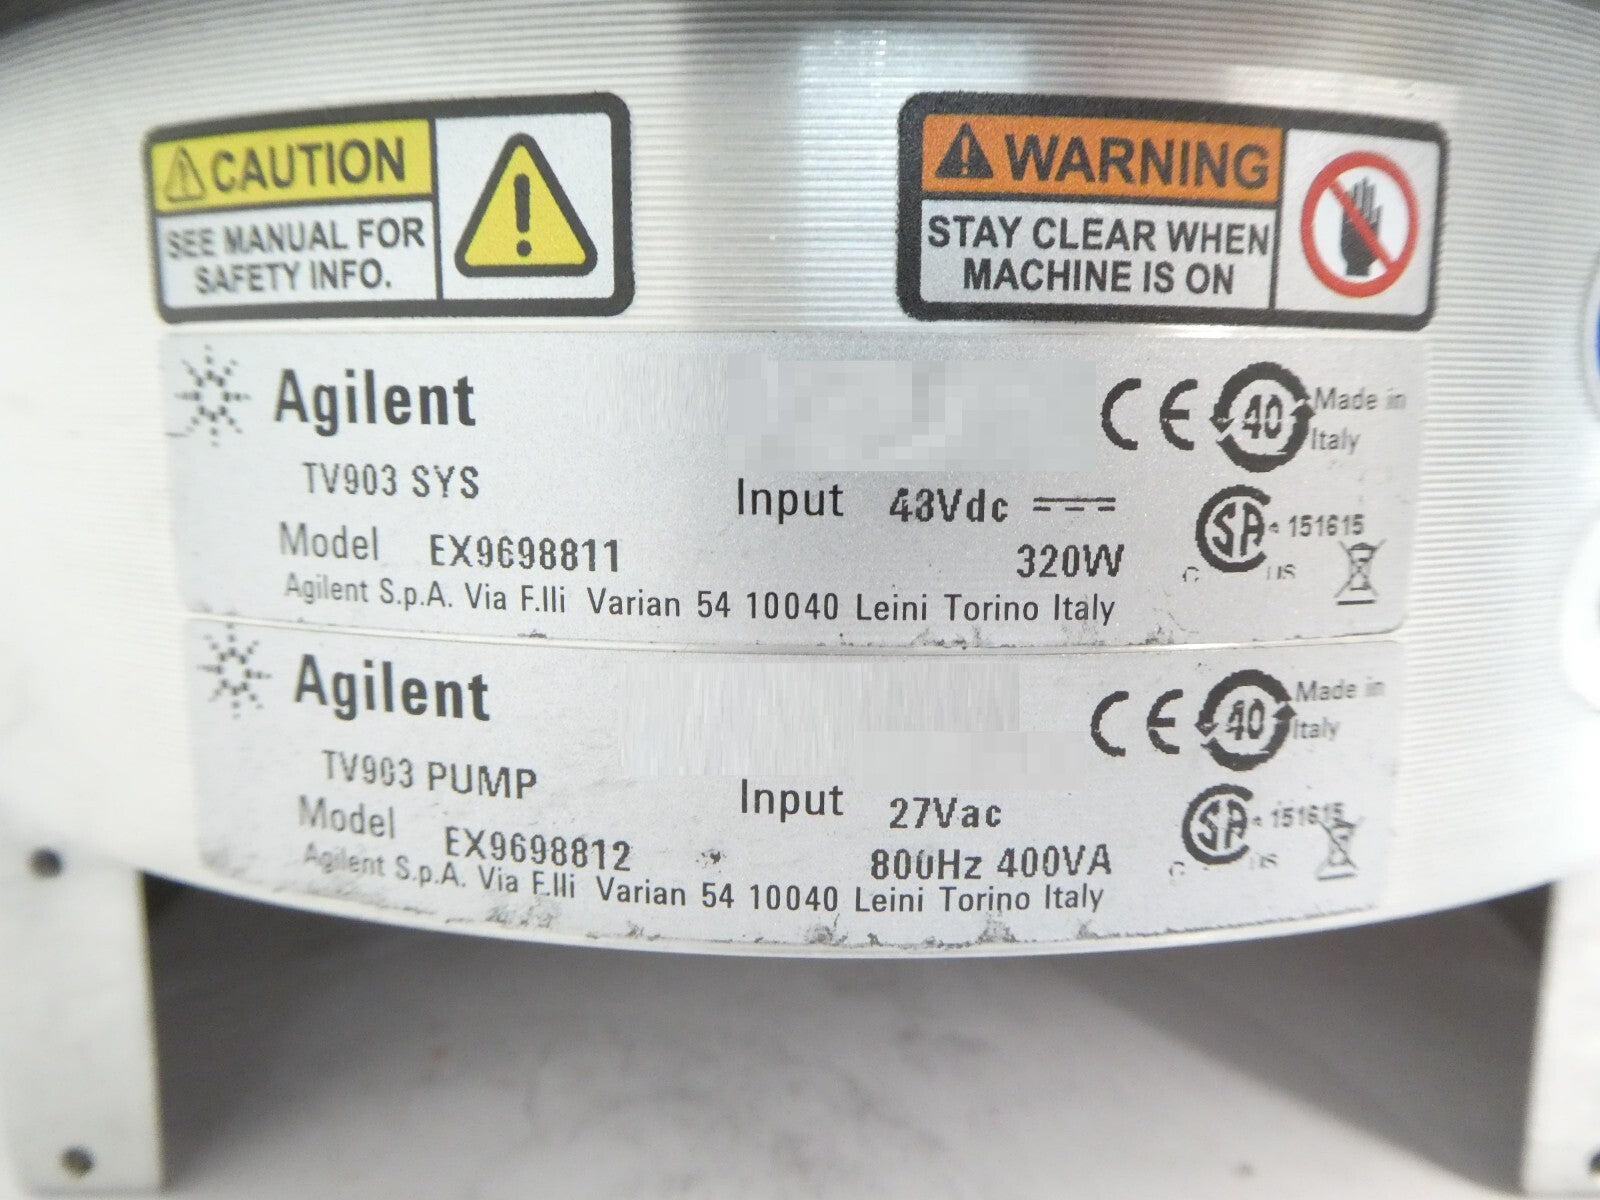 CAUTION
SEE MANUAL FOR
SAFETY INFO.
WARNING
STAY CLEAR WHEN
MACHINE IS ON
Agilent
TV903 SYS
Model EX9698811
Input 48Vdc
320W
40
Made in
Italy
151615
C US
Agilent S.p.A. Via F.lli Varian 54 10040 Leini Torino Italy
Agilent
TV903 PUMP
Model EX9698812
Input 27Vac
800Hz 400VA
40
Made in
Italy
151615
C US
Agilent S.p.A. Via F.lli Varian 54 10040 Leini Torino Italy